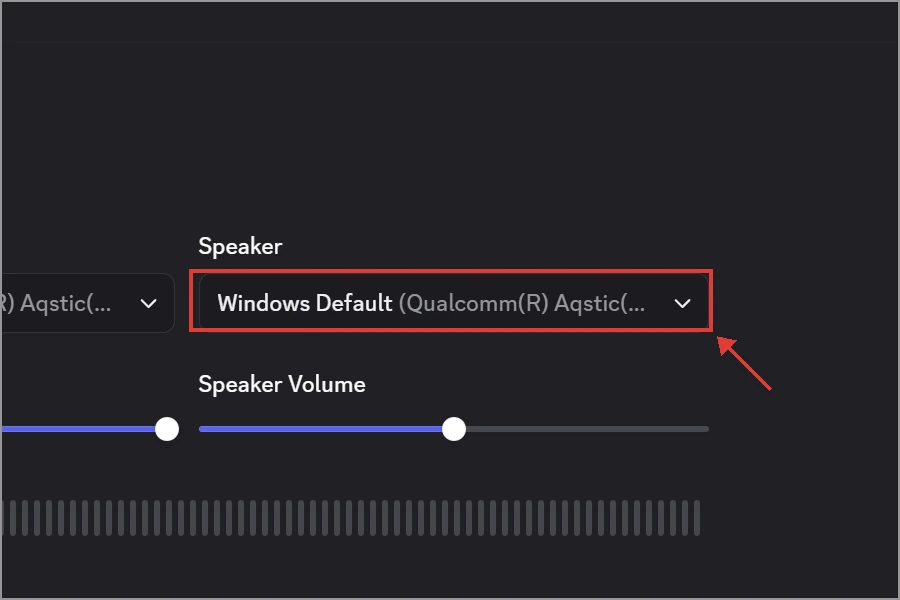 Speaker
R) Aqstic(...
Windows Default (Qualcomm(R) Aqstic(...
Speaker Volume